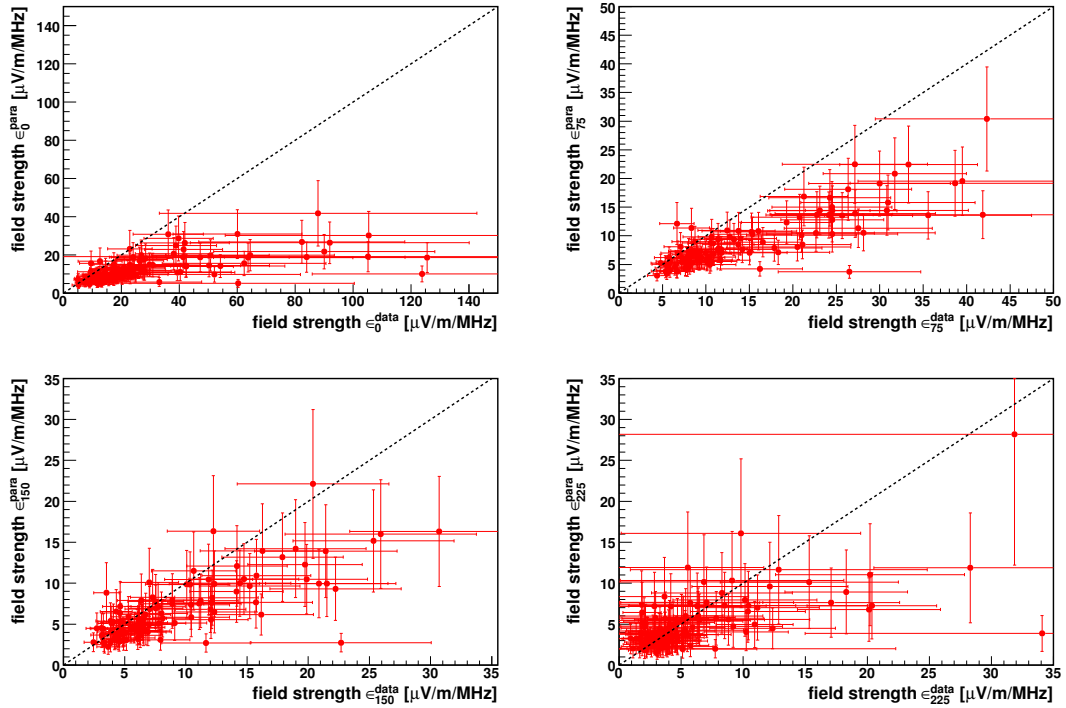 field strength ϵ₀^para [μV/m/MHz]
140
120
100
80
60
40
20
0
0 20 40 60 80 100 120 140
field strength ϵ₀^data [μV/m/MHz]
field strength ϵ₇₅^para [μV/m/MHz]
50
45
40
35
30
25
20
15
10
5
0
0 5 10 15 20 25 30 35 40 45 50
field strength ϵ₇₅^data [μV/m/MHz]
field strength ϵ₁₅₀^para [μV/m/MHz]
35
30
25
20
15
10
5
0
0 5 10 15 20 25 30 35
field strength ϵ₁₅₀^data [μV/m/MHz]
field strength ϵ₂₂₅^para [μV/m/MHz]
35
30
25
20
15
10
5
0
0 5 10 15 20 25 30 35
field strength ϵ₂₂₅^data [μV/m/MHz]